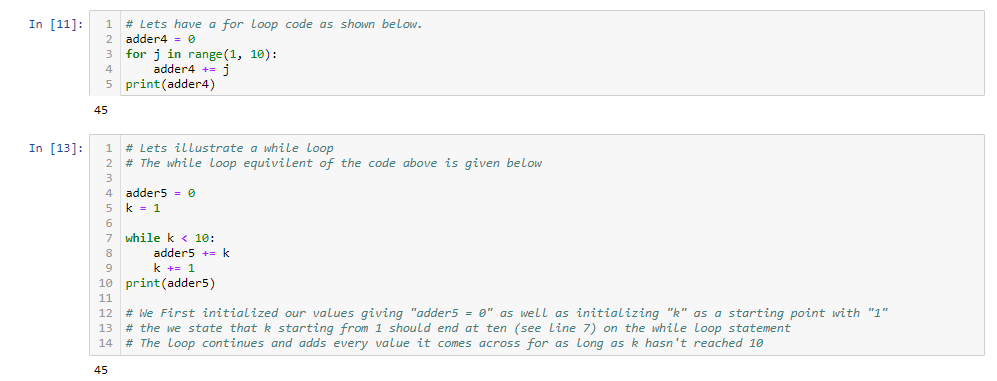 In [11]:
1 # Lets have a for loop code as shown below.
2 adder4 = 0
3 for j in range(1, 10):
4     adder4 += j
5 print(adder4)
45
In [13]:
1 # Lets illustrate a while loop
2 # The while loop equivilent of the code above is given below
3
4 adder5 = 0
5 k = 1
6
7 while k < 10:
8     adder5 += k
9     k += 1
10 print(adder5)
11
12 # We First initialized our values giving "adder5 = 0" as well as initializing "k" as a starting point with "1"
13 # the we state that k starting from 1 should end at ten (see line 7) on the while loop statement
14 # The loop continues and adds every value it comes across for as long as k hasn't reached 10
45